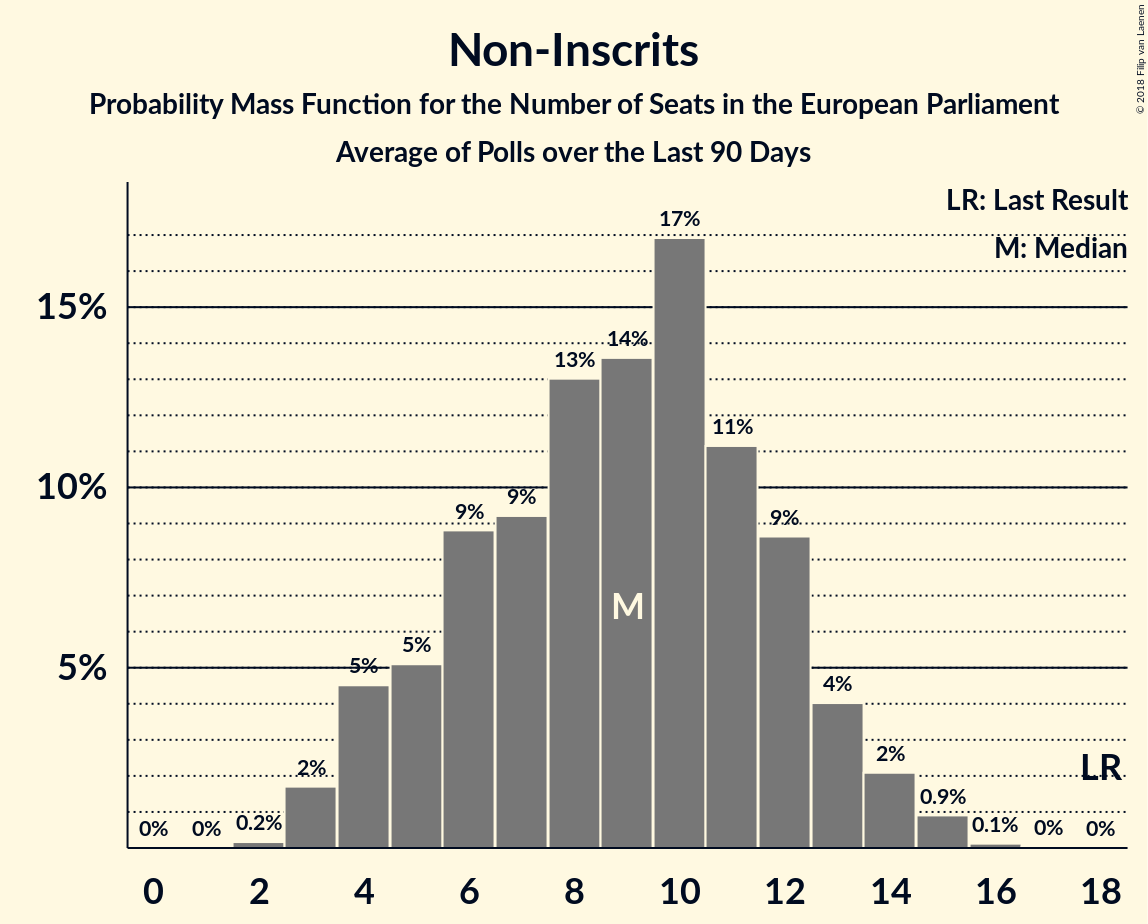 Non-Inscrits
Probability Mass Function for the Number of Seats in the European Parliament
Average of Polls over the Last 90 Days
© 2018 Filip van Laenen
LR: Last Result
M: Median
15%
10%
5%
0%
0%
0.2%
2%
5%
5%
9%
9%
13%
14%
17%
11%
9%
4%
2%
0.9%
0.1%
0%
0%
M
LR
0 2 4 6 8 10 12 14 16 18